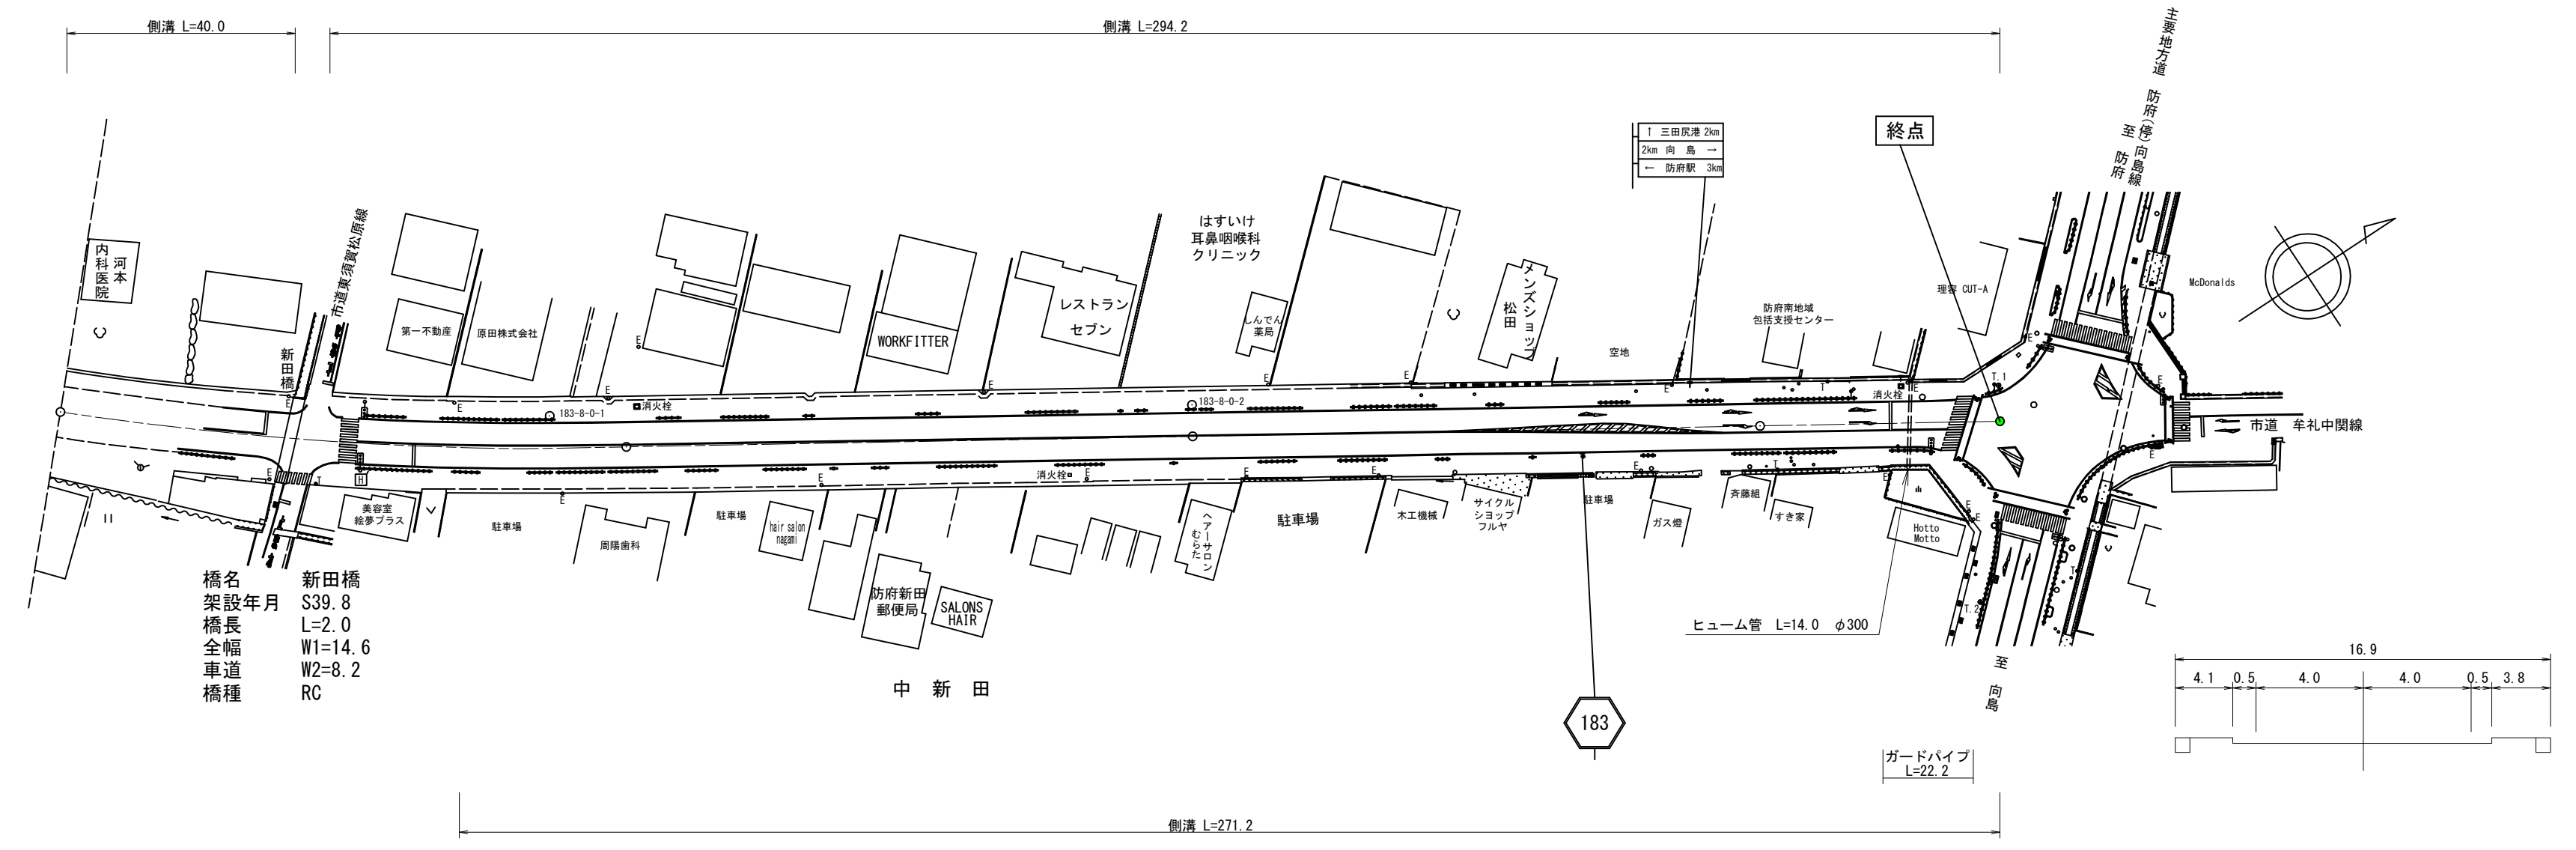 側溝 L=40.0
側溝 L=294.2
主要地方道 防府(停)向島線
至 防府
↑ 三田尻港 2km
2km 向 島 →
← 防府駅 3km
終点
河本
内科医院
新田橋
市道東須賀松原線
第一不動産
原田株式会社
WORKFITTER
レストラン
セブン
はすいけ
耳鼻咽喉科
クリニック
しんでん
薬局
メンズショップ
松田
空地
防府南地域
包括支援センター
理容 CUT-A
McDonalds
183-8-0-1
消火栓
183-8-0-2
消火栓
T.1
市道 牟礼中関線
消火栓
H
美容室
絵夢プラス
駐車場
周陽歯科
駐車場
hair salon
nagami
防府新田
郵便局
SALONS
HAIR
ヘアーサロン
むらた
駐車場
木工機械
サイクル
ショップ
フルヤ
駐車場
ガス燈
斉藤組
すき家
Hotto
Motto
T.2
橋名 新田橋
架設年月 S39.8
橋長 L=2.0
全幅 W1=14.6
車道 W2=8.2
橋種 RC
中 新 田
ヒューム管 L=14.0 φ300
183
至 向島
ガードパイプ
L=22.2
16.9
4.1 0.5 4.0 4.0 0.5 3.8
側溝 L=271.2